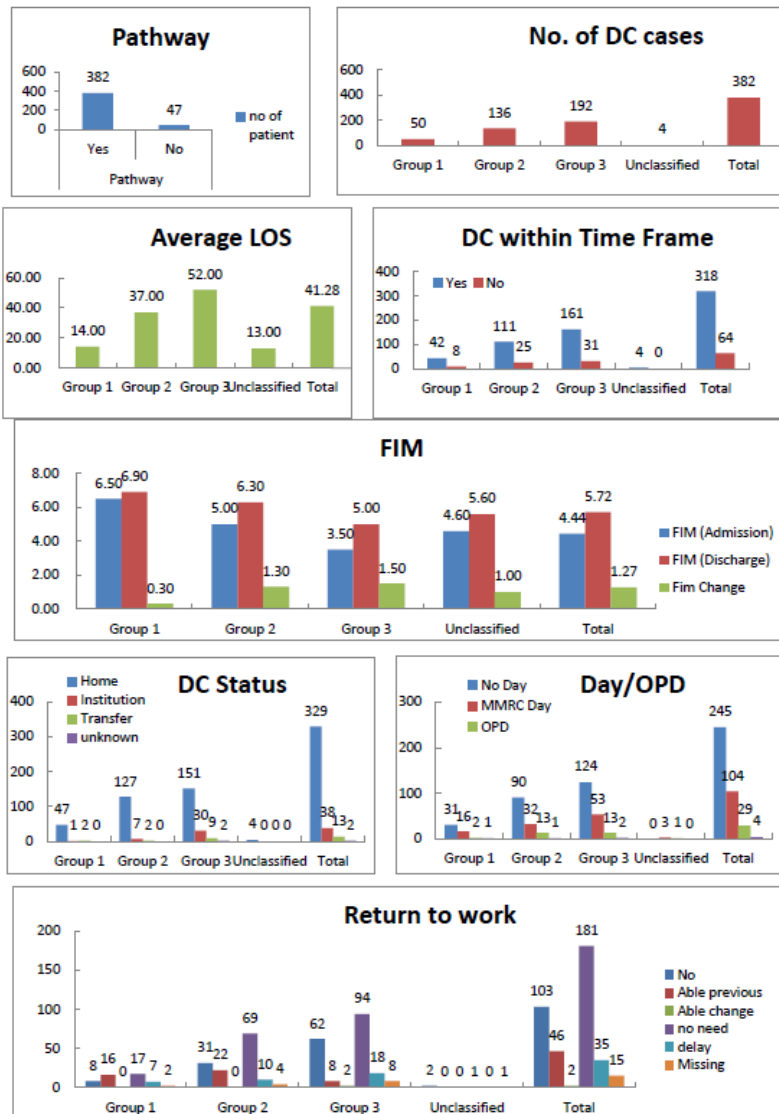 Pathway
600
400
200
0
382
47
Yes
No
Pathway
no of
patient
No. of DC cases
600
400
200
0
50
136
192
4
382
Group 1
Group 2
Group 3
Unclassified
Total
Average LOS
60.00
40.00
20.00
0.00
14.00
37.00
52.00
13.00
41.28
Group 1
Group 2
Group 3
Unclassified
Total
DC within Time Frame
400
300
200
100
0
Yes
No
42
8
111
25
161
31
4
0
318
64
Group 1
Group 2
Group 3
Unclassified
Total
FIM
8.00
6.00
4.00
2.00
0.00
6.50
6.90
0.30
5.00
6.30
1.30
3.50
5.00
1.50
4.60
5.60
1.00
4.44
5.72
1.27
Group 1
Group 2
Group 3
Unclassified
Total
FIM (Admission)
FIM (Discharge)
Fim Change
DC Status
Home
Institution
Transfer
unknown
400
300
200
100
0
47
1
2
0
127
7
2
0
151
30
9
2
4
0
0
0
329
38
13
2
Group 1
Group 2
Group 3
Unclassified
Total
Day/OPD
No Day
MMRC Day
OPD
300
200
100
0
31
16
2
1
90
32
13
1
124
53
13
2
0
3
1
0
245
104
29
4
Group 1
Group 2
Group 3
Unclassified
Total
Return to work
200
150
100
50
0
8
16
0
17
7
2
31
22
0
69
10
4
62
8
2
94
18
8
2
0
0
1
0
1
103
46
2
181
35
15
Group 1
Group 2
Group 3
Unclassified
Total
No
Able previous
Able change
no need
delay
Missing